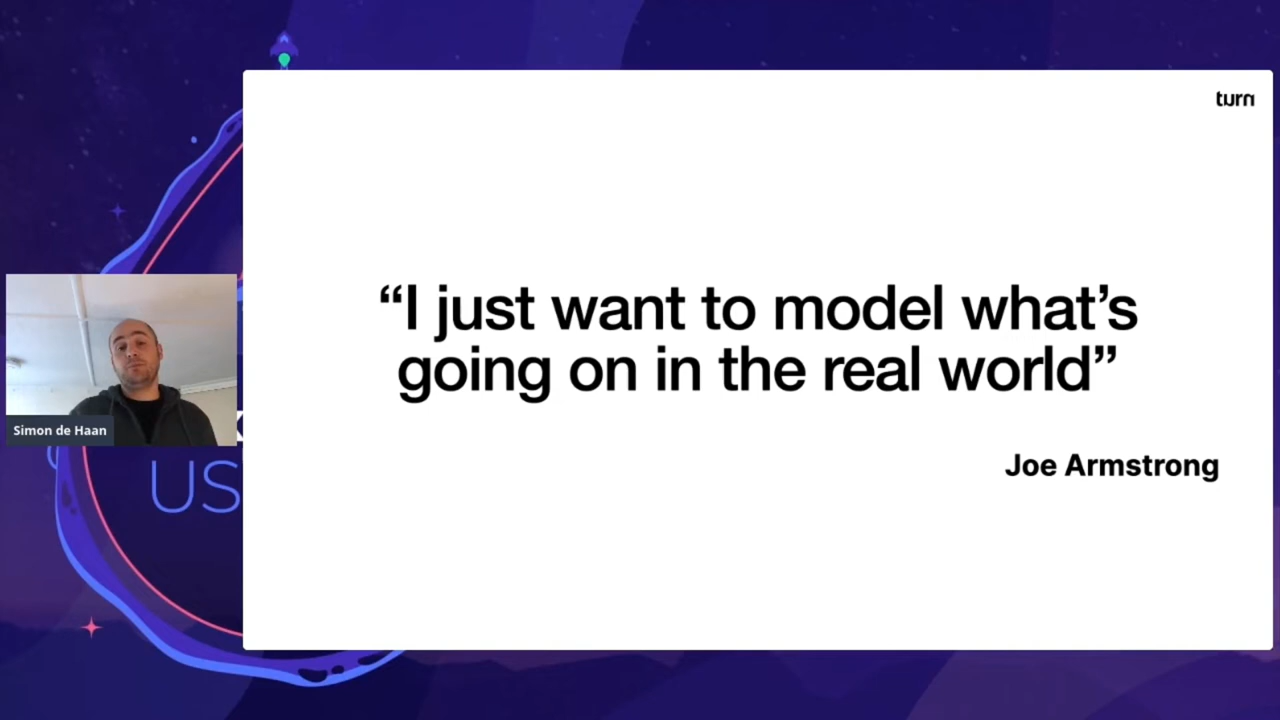 turn
“I just want to model what’s
going on in the real world”
Joe Armstrong
Simon de Haan
US